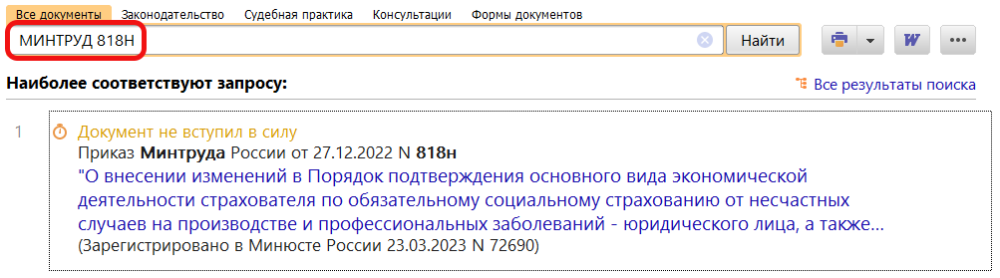 Все документы Законодательство Судебная практика Консультации Формы документов
МИНТРУД 818Н Найти W
Наиболее соответствуют запросу: Все результаты поиска
1 Документ не вступил в силу
Приказ Минтруда России от 27.12.2022 N 818н
"О внесении изменений в Порядок подтверждения основного вида экономической
деятельности страхователя по обязательному социальному страхованию от несчастных
случаев на производстве и профессиональных заболеваний - юридического лица, а также...
(Зарегистрировано в Минюсте России 23.03.2023 N 72690)